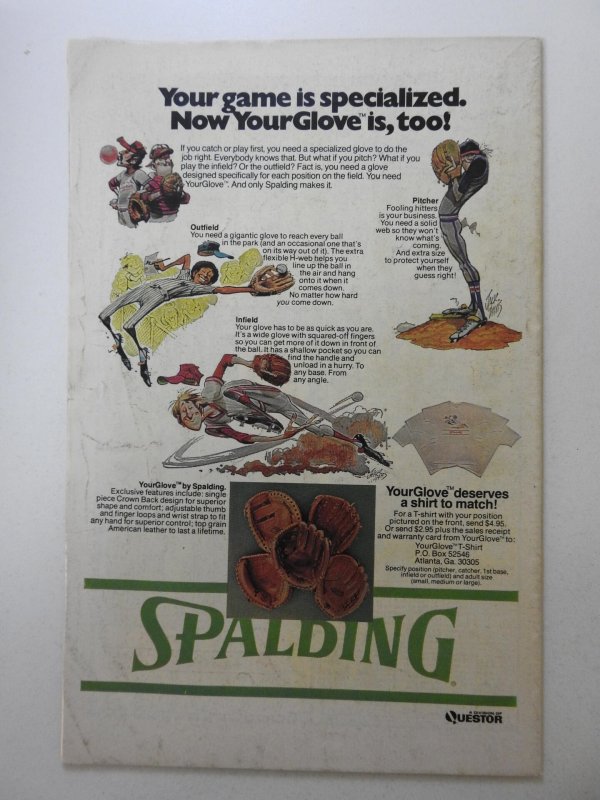 Your game is specialized.
Now YourGlove™ is, too!
If you catch or play first, you need a specialized glove to do the
job right. Everybody knows that. But what if you pitch? What if you
play the infield? Or the outfield? Fact is, you need a glove
designed specifically for each position on the field. You need
YourGlove™. And only Spalding makes it.
Pitcher
Fooling hitters
is your business.
You need a solid
web so they won't
know what's
coming.
And extra size
to protect yourself
when they
guess right!
Outfield
You need a gigantic glove to reach every ball
in the park (and an occasional one that's
on its way out of it). The extra
flexible H-web helps you
line up the ball in
the air and hang
onto it when it
comes down.
No matter how hard
you come down.
Infield
Your glove has to be as quick as you are.
It's a wide glove with squared-off fingers
so you can get more of it down in front of
the ball. It has a shallow pocket so you can
find the handle and
unload in a hurry. To
any base. From
any angle.
YourGlove™ by Spalding.
Exclusive features include: single
piece Crown Back design for superior
shape and comfort; adjustable thumb
and finger loops and wrist strap to fit
any hand for superior control; top grain
American leather to last a lifetime.
YourGlove™ deserves
a shirt to match!
For a T-shirt with your position
pictured on the front, send $4.95.
Or send $2.95 plus the sales receipt
and warranty card from YourGlove™ to:
YourGlove™ T-Shirt
P.O. Box 52546
Atlanta, Ga. 30305
Specify position (pitcher, catcher, 1st base,
infield or outfield) and adult size
(small, medium or large).
SPALDING
A DIVISION OF
QUESTOR